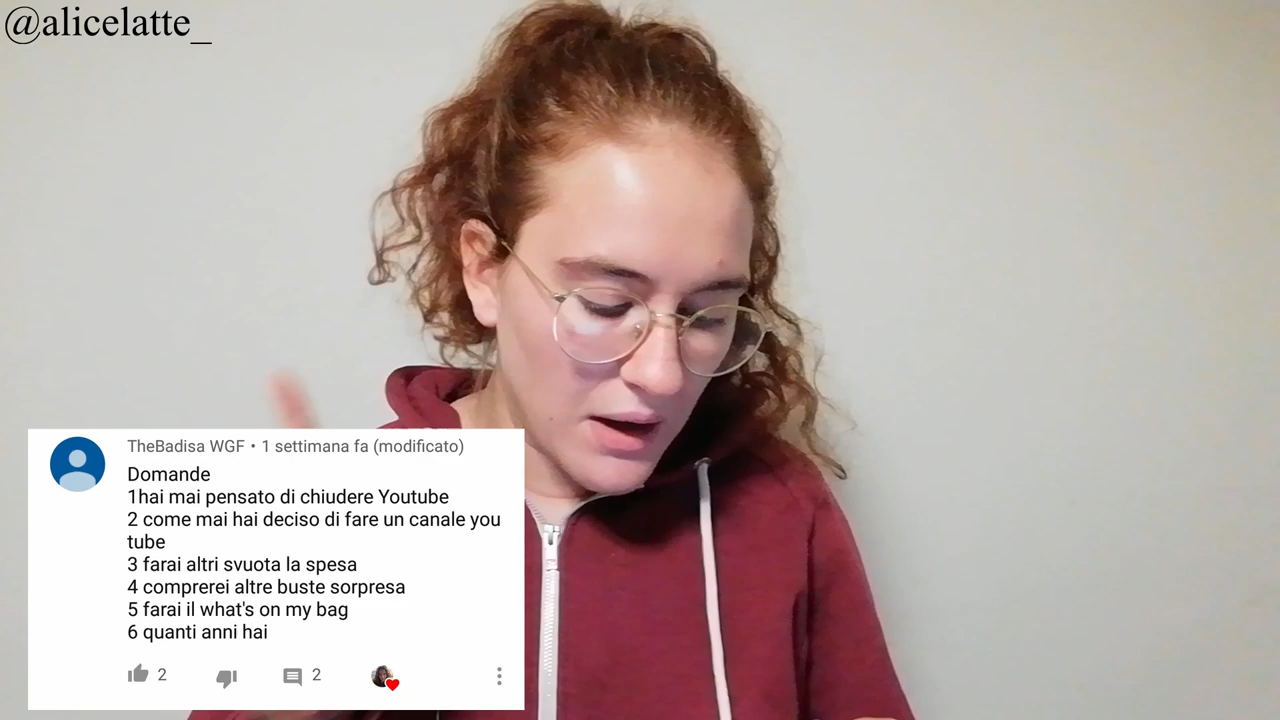 @alicelatte_
TheBadisa WGF • 1 settimana fa (modificato)
Domande
1hai mai pensato di chiudere Youtube
2 come mai hai deciso di fare un canale you
tube
3 farai altri svuota la spesa
4 comprerei altre buste sorpresa
5 farai il what's on my bag
6 quanti anni hai
2
2